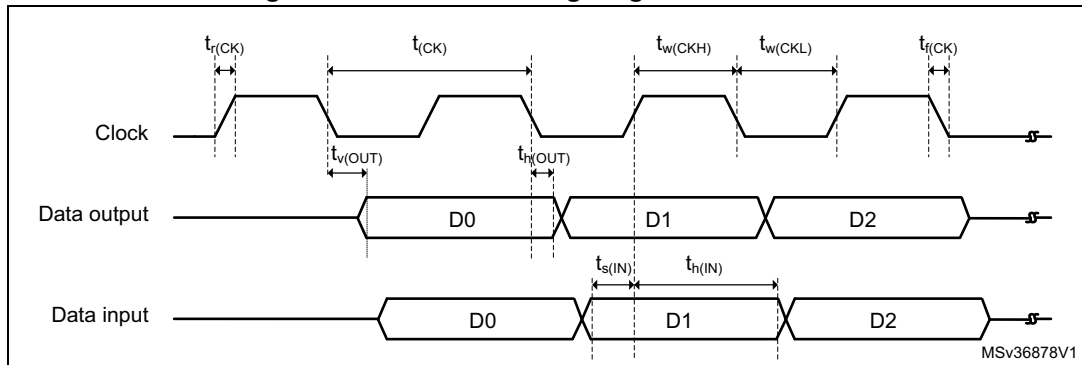 tr(CK) t(CK) tw(CKH) tw(CKL) tf(CK)
Clock
tv(OUT) th(OUT)
Data output D0 D1 D2
ts(IN) th(IN)
Data input D0 D1 D2
MSv36878V1